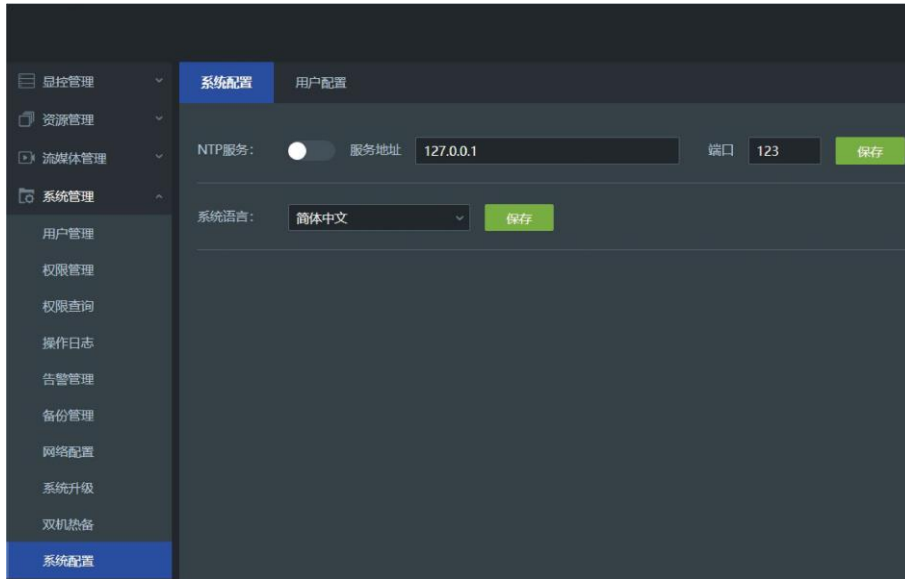 显控管理
资源管理
流媒体管理
系统管理
用户管理
权限管理
权限查询
操作日志
告警管理
备份管理
网络配置
系统升级
双机热备
系统配置
系统配置 用户配置
NTP服务： 服务地址 127.0.0.1 端口 123 保存
系统语言： 简体中文 保存